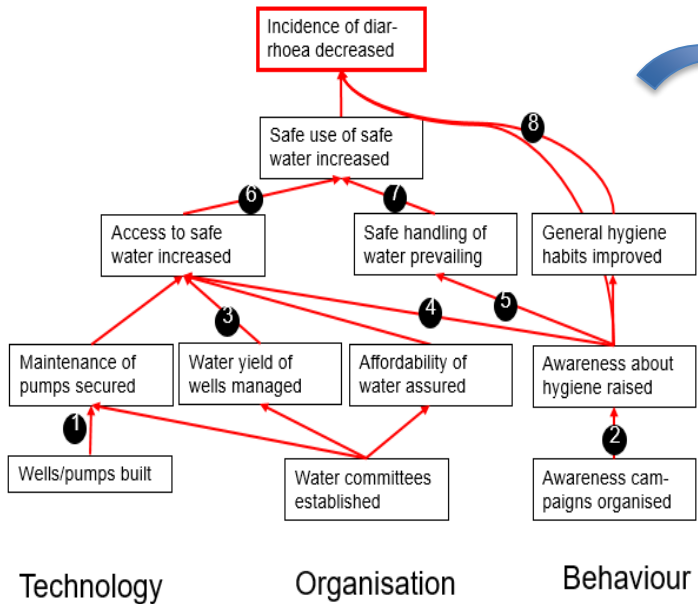 Incidence of diar-
rhoea decreased
8
Safe use of safe
water increased
6
7
Access to safe
water increased
Safe handling of
water prevailing
General hygiene
habits improved
3
4
5
Maintenance of
pumps secured
Water yield of
wells managed
Affordability of
water assured
Awareness about
hygiene raised
1
2
Wells/pumps built
Water committees
established
Awareness cam-
paigns organised
Technology
Organisation
Behaviour